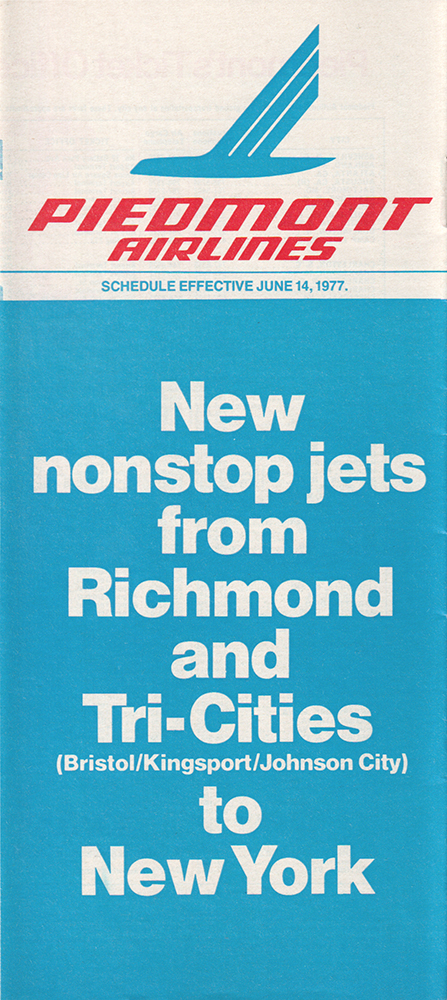 PIEDMONT
AIRLINES
SCHEDULE EFFECTIVE JUNE 14, 1977.
New
nonstop jets
from
Richmond
and
Tri-Cities
(Bristol/Kingsport/Johnson City)
to
New York